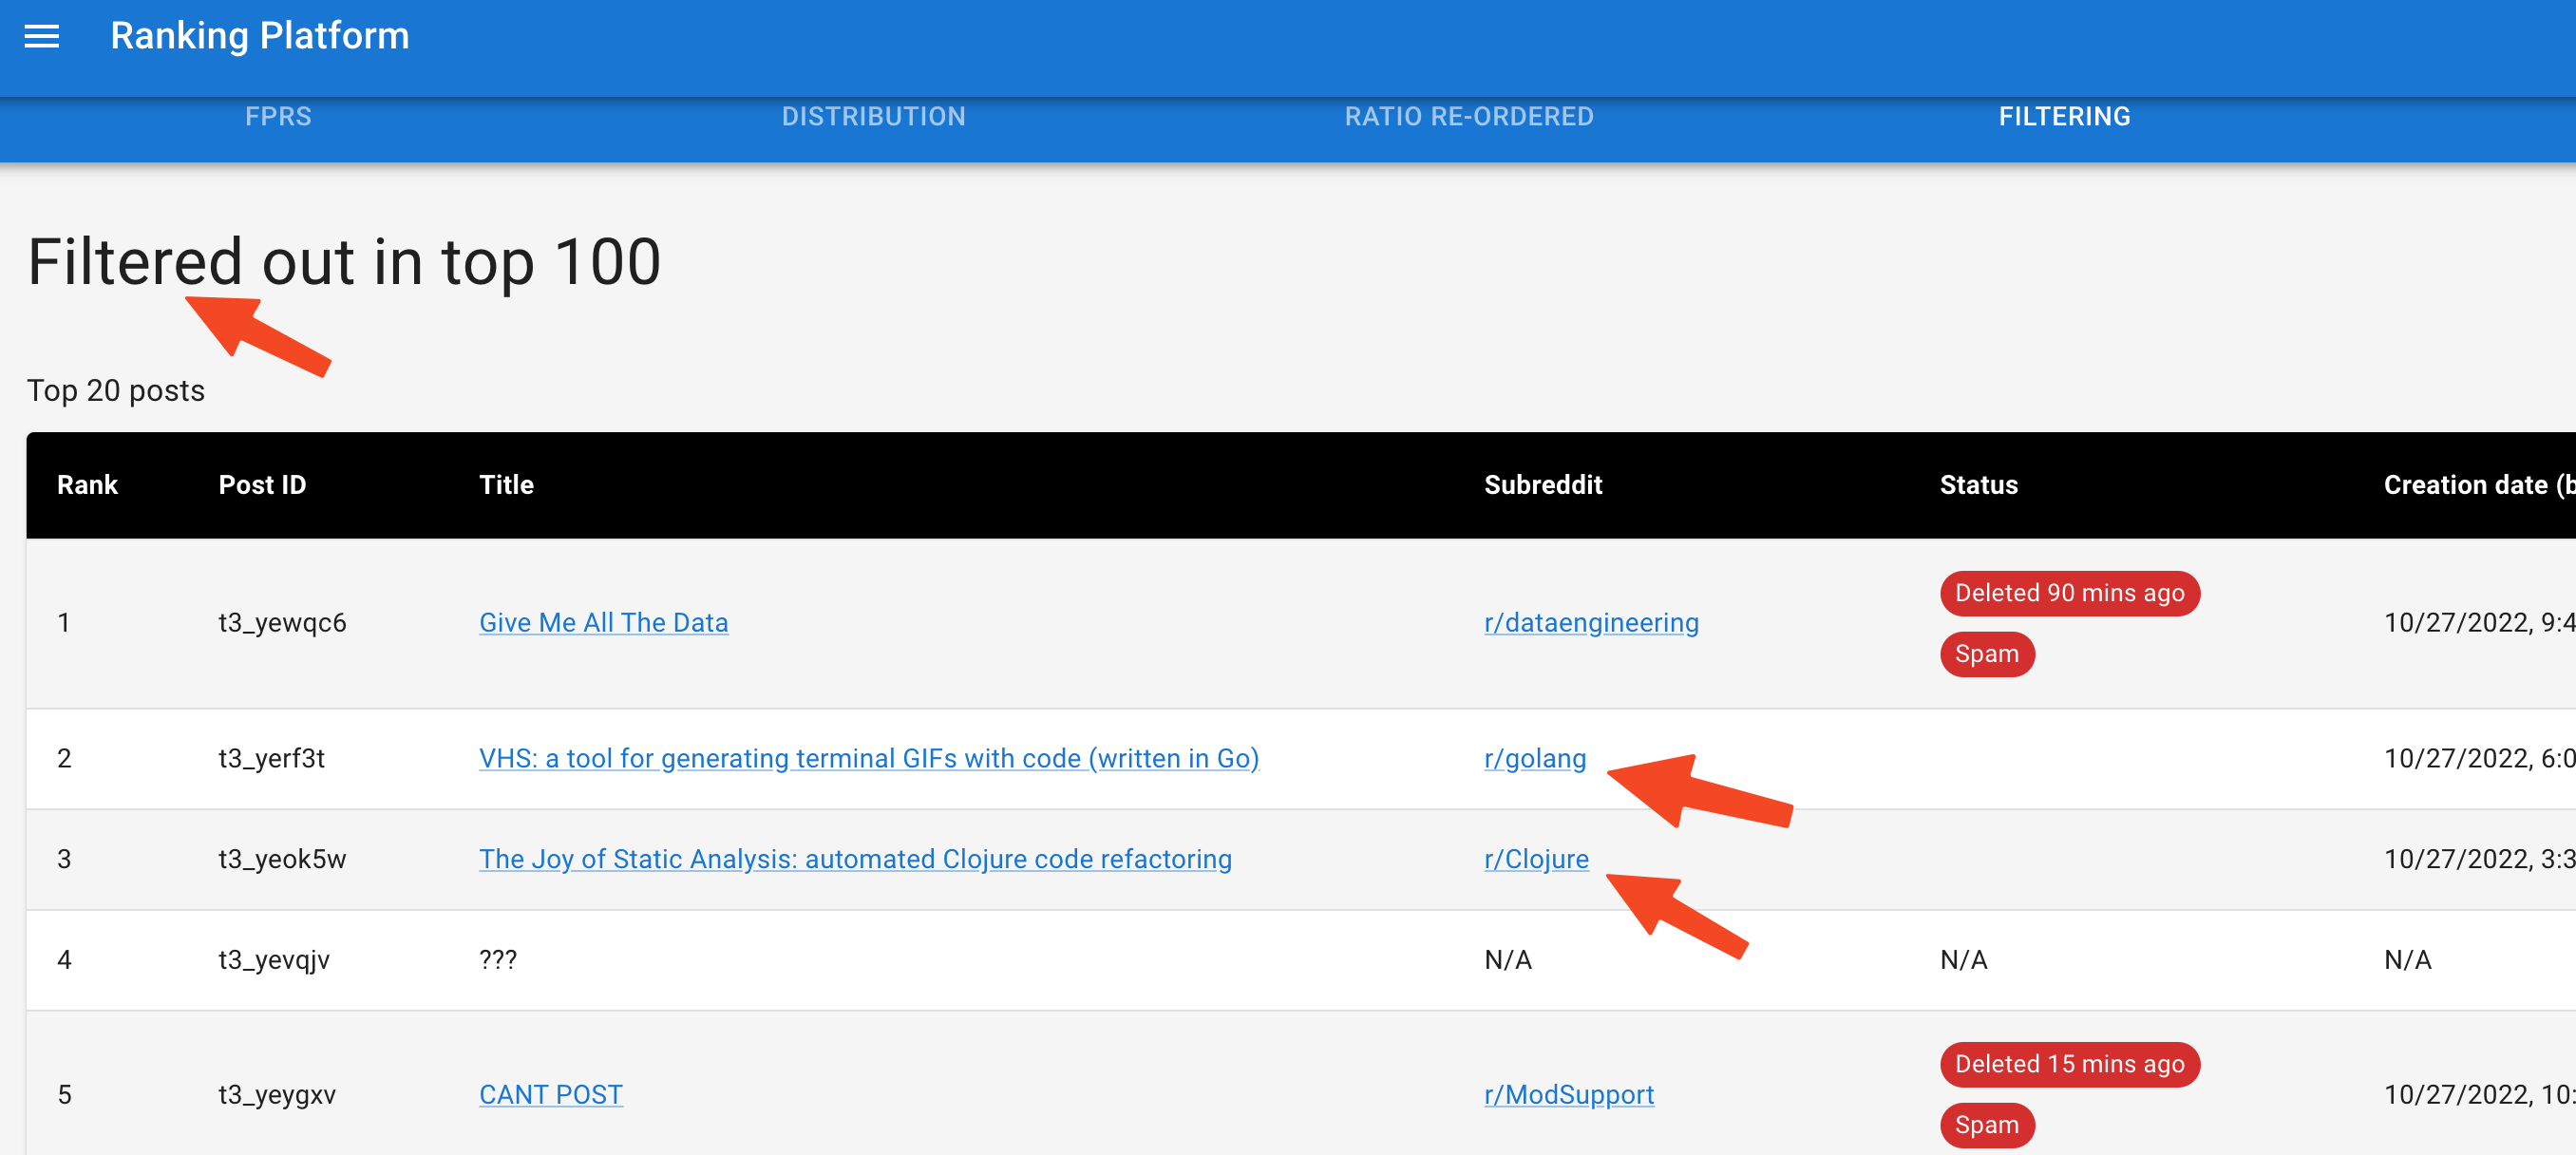 Ranking Platform
FPRS DISTRIBUTION RATIO RE-ORDERED FILTERING
Filtered out in top 100
Top 20 posts
Rank Post ID Title Subreddit Status Creation date (b
1 t3_yewqc6 Give Me All The Data r/dataengineering Deleted 90 mins ago Spam 10/27/2022, 9:4
2 t3_yerf3t VHS: a tool for generating terminal GIFs with code (written in Go) r/golang 10/27/2022, 6:0
3 t3_yeok5w The Joy of Static Analysis: automated Clojure code refactoring r/Clojure 10/27/2022, 3:3
4 t3_yevqjv ??? N/A N/A N/A
5 t3_yeygxv CANT POST r/ModSupport Deleted 15 mins ago Spam 10/27/2022, 10: